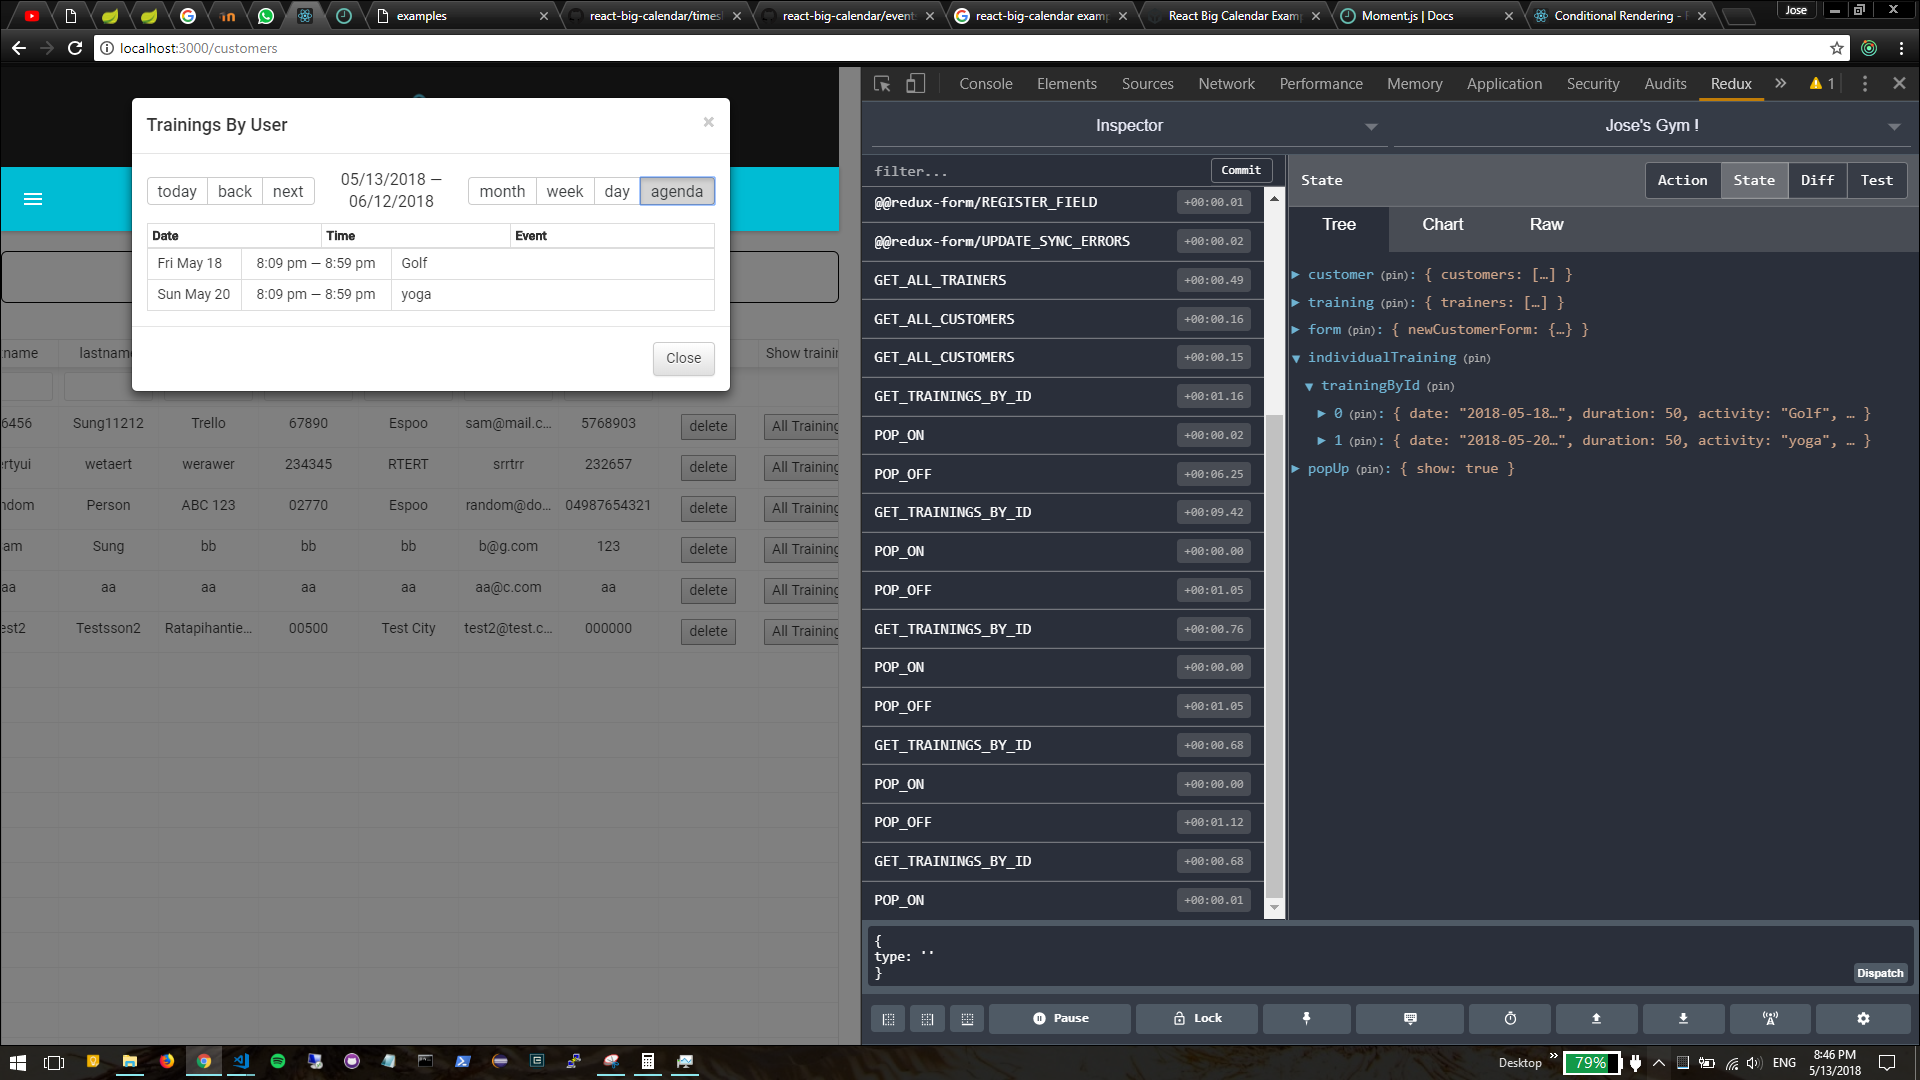 examples
react-big-calendar/timesl
react-big-calendar/event
react-big-calendar examp
React Big Calendar Examp
Moment.js | Docs
Conditional Rendering -
Jose
localhost:3000/customers
Console Elements Sources Network Performance Memory Application Security Audits Redux 1
Inspector
Jose's Gym !
Trainings By User
×
today back next
05/13/2018 —
06/12/2018
month week day agenda
Date Time Event
Fri May 18 8:09 pm — 8:59 pm Golf
Sun May 20 8:09 pm — 8:59 pm yoga
Close
name lastname Show trainin
6456 Sung11212 Trello 67890 Espoo sam@mail.c... 5768903 delete All Training
ertyui wetaert werawer 234345 RTERT srrtrr 232657 delete All Training
ndom Person ABC 123 02770 Espoo random@do... 04987654321 delete All Training
am Sung bb bb bb b@g.com 123 delete All Training
aa aa aa aa aa aa@c.com aa delete All Training
est2 Testsson2 Ratapihantie... 00500 Test City test2@test.c... 000000 delete All Training
filter...
Commit
@@redux-form/REGISTER_FIELD +00:00.01
@@redux-form/UPDATE_SYNC_ERRORS +00:00.02
GET_ALL_TRAINERS +00:00.49
GET_ALL_CUSTOMERS +00:00.16
GET_ALL_CUSTOMERS +00:00.15
GET_TRAININGS_BY_ID +00:01.16
POP_ON +00:00.02
POP_OFF +00:06.25
GET_TRAININGS_BY_ID +00:09.42
POP_ON +00:00.00
POP_OFF +00:01.05
GET_TRAININGS_BY_ID +00:00.76
POP_ON +00:00.00
POP_OFF +00:01.05
GET_TRAININGS_BY_ID +00:00.68
POP_ON +00:00.00
POP_OFF +00:01.12
GET_TRAININGS_BY_ID +00:00.68
POP_ON +00:00.01
State
Action State Diff Test
Tree Chart Raw
customer (pin): { customers: […] }
training (pin): { trainers: […] }
form (pin): { newCustomerForm: {…} }
individualTraining (pin)
trainingById (pin)
0 (pin): { date: "2018-05-18…", duration: 50, activity: "Golf", … }
1 (pin): { date: "2018-05-20…", duration: 50, activity: "yoga", … }
popUp (pin): { show: true }
{
type: ''
}
Dispatch
Pause
Lock
Desktop
79%
ENG
8:46 PM
5/13/2018